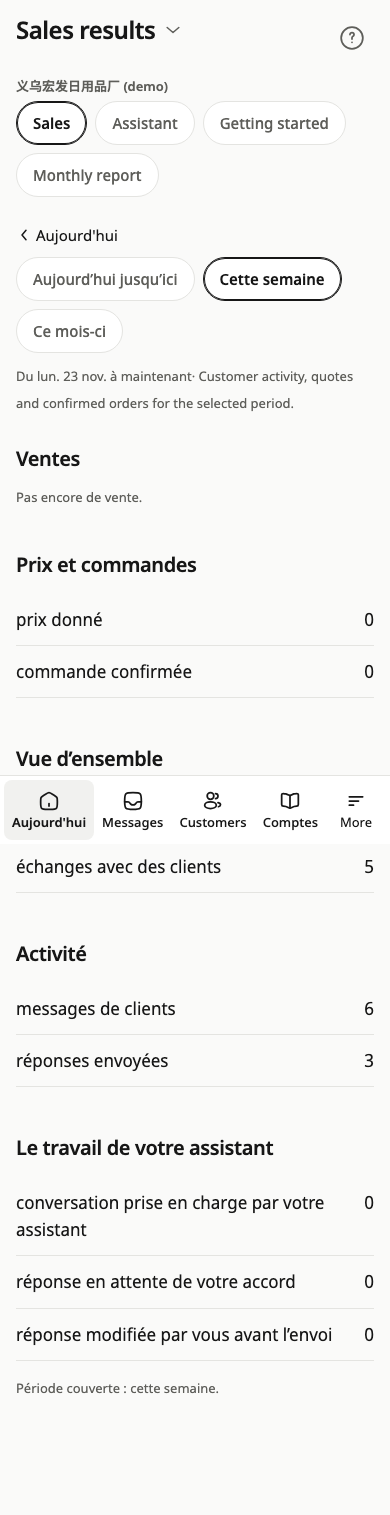 Sales results
义乌宏发日用品厂 (demo)
Sales
Assistant
Getting started
Monthly report
Aujourd'hui
Aujourd’hui jusqu’ici
Cette semaine
Ce mois-ci
Du lun. 23 nov. à maintenant· Customer activity, quotes
and confirmed orders for the selected period.
Ventes
Pas encore de vente.
Prix et commandes
prix donné 0
commande confirmée 0
Vue d’ensemble
Aujourd'hui
Messages
Customers
Comptes
More
échanges avec des clients 5
Activité
messages de clients 6
réponses envoyées 3
Le travail de votre assistant
conversation prise en charge par votre 0
assistant
réponse en attente de votre accord 0
réponse modifiée par vous avant l’envoi 0
Période couverte : cette semaine.